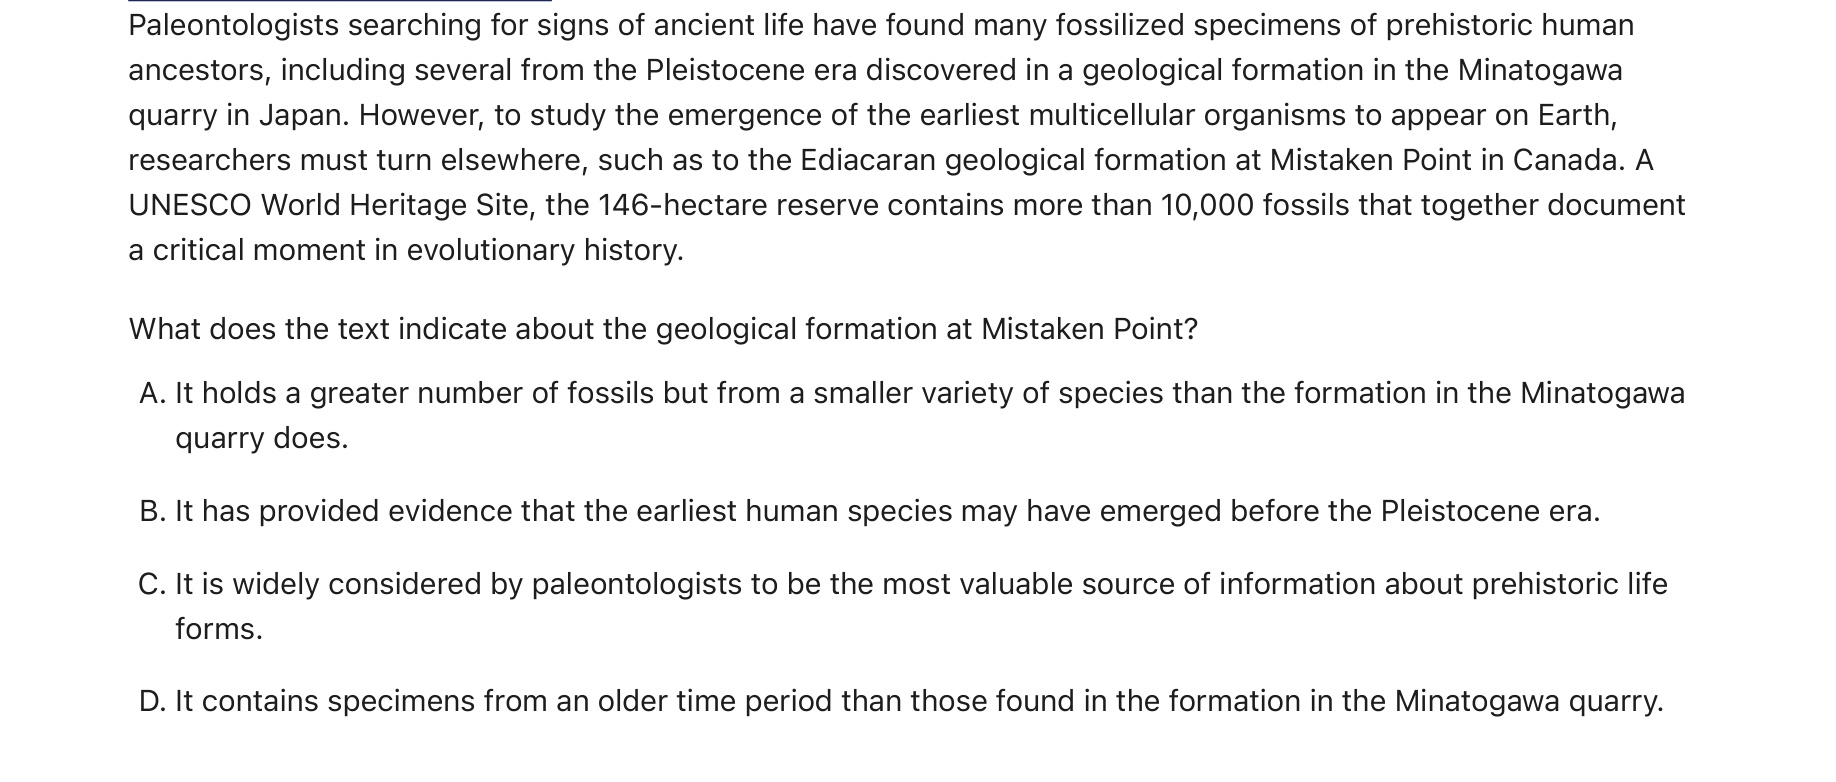 Paleontologists searching for signs of ancient life have found many fossilized specimens of prehistoric human
ancestors, including several from the Pleistocene era discovered in a geological formation in the Minatogawa
quarry in Japan. However, to study the emergence of the earliest multicellular organisms to appear on Earth,
researchers must turn elsewhere, such as to the Ediacaran geological formation at Mistaken Point in Canada. A
UNESCO World Heritage Site, the 146-hectare reserve contains more than 10,000 fossils that together document
a critical moment in evolutionary history.
What does the text indicate about the geological formation at Mistaken Point?
A. It holds a greater number of fossils but from a smaller variety of species than the formation in the Minatogawa
quarry does.
B. It has provided evidence that the earliest human species may have emerged before the Pleistocene era.
C. It is widely considered by paleontologists to be the most valuable source of information about prehistoric life
forms.
D. It contains specimens from an older time period than those found in the formation in the Minatogawa quarry.